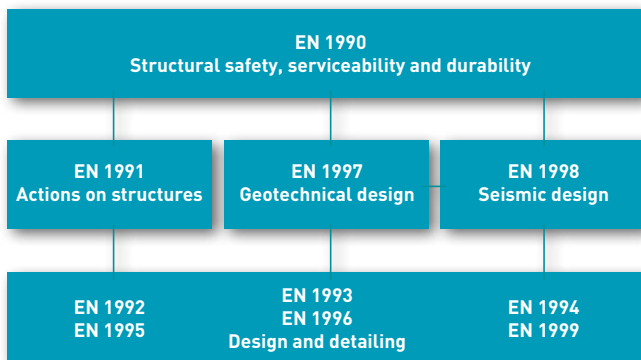 EN 1990
Structural safety, serviceability and durability
EN 1991
Actions on structures
EN 1997
Geotechnical design
EN 1998
Seismic design
EN 1992
EN 1995
EN 1993
EN 1996
Design and detailing
EN 1994
EN 1999